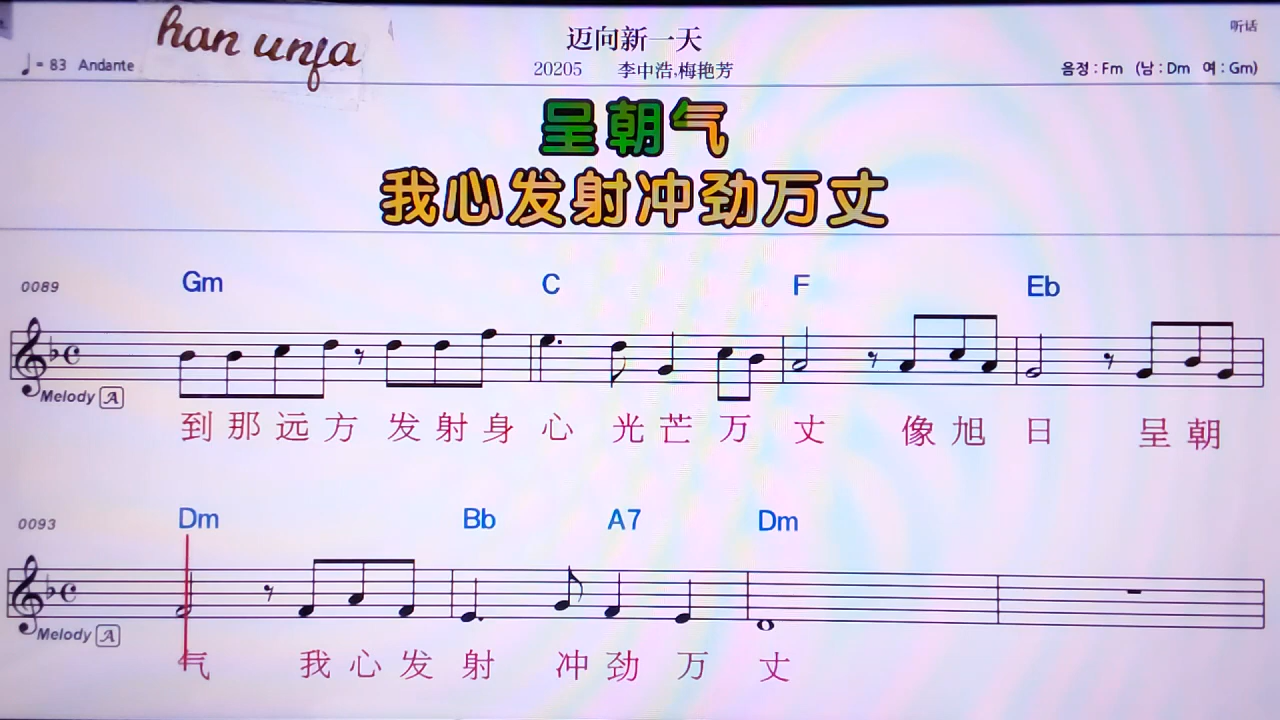 han unfa
迈向新一天
听话
♩= 83 Andante
20205 李中浩,梅艳芳
음정 : Fm (남 : Dm 여 : Gm)
呈朝气
我心发射冲劲万丈
0089
Gm C F Eb
Melody A
到那远方发射身心光芒万丈 像旭日 呈朝
0093
Dm Bb A7 Dm
Melody A
气 我心发射 冲劲万丈